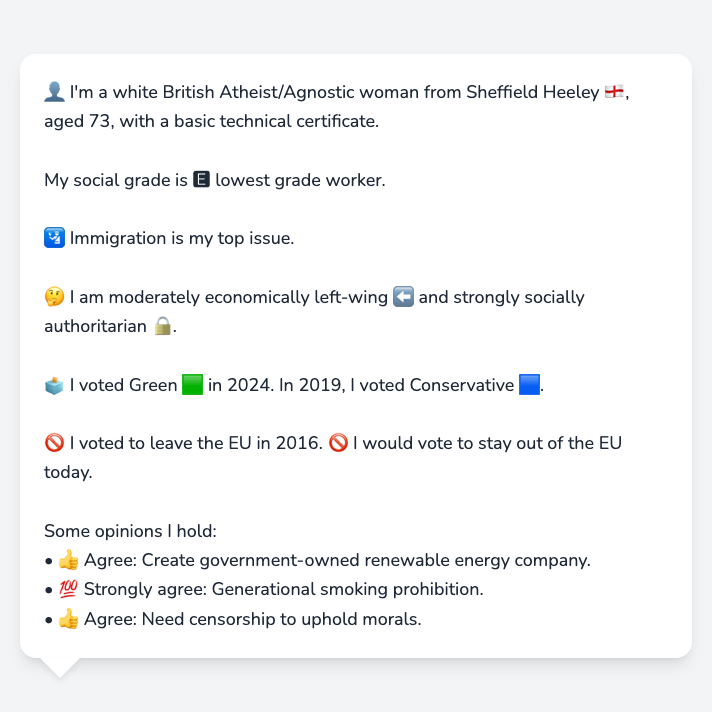 👤 I'm a white British Atheist/Agnostic woman from Sheffield Heeley 🏴󠁧󠁢󠁥󠁮󠁧󠁿,
aged 73, with a basic technical certificate.
My social grade is 🅴 lowest grade worker.
🛂 Immigration is my top issue.
🤔 I am moderately economically left-wing ⬅️ and strongly socially
authoritarian 🔒.
🗳️ I voted Green 🟩 in 2024. In 2019, I voted Conservative 🟦.
🚫 I voted to leave the EU in 2016. 🚫 I would vote to stay out of the EU
today.
Some opinions I hold:
• 👍 Agree: Create government-owned renewable energy company.
• 💯 Strongly agree: Generational smoking prohibition.
• 👍 Agree: Need censorship to uphold morals.